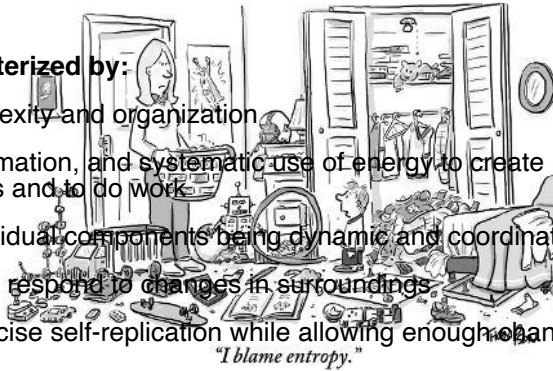 terized by:
exity and organization
mation, and systematic use of energy to create
s and to do work
vidual components being dynamic and coordinat
respond to changes in surroundings
cise self-replication while allowing enough chan
"I blame entropy."